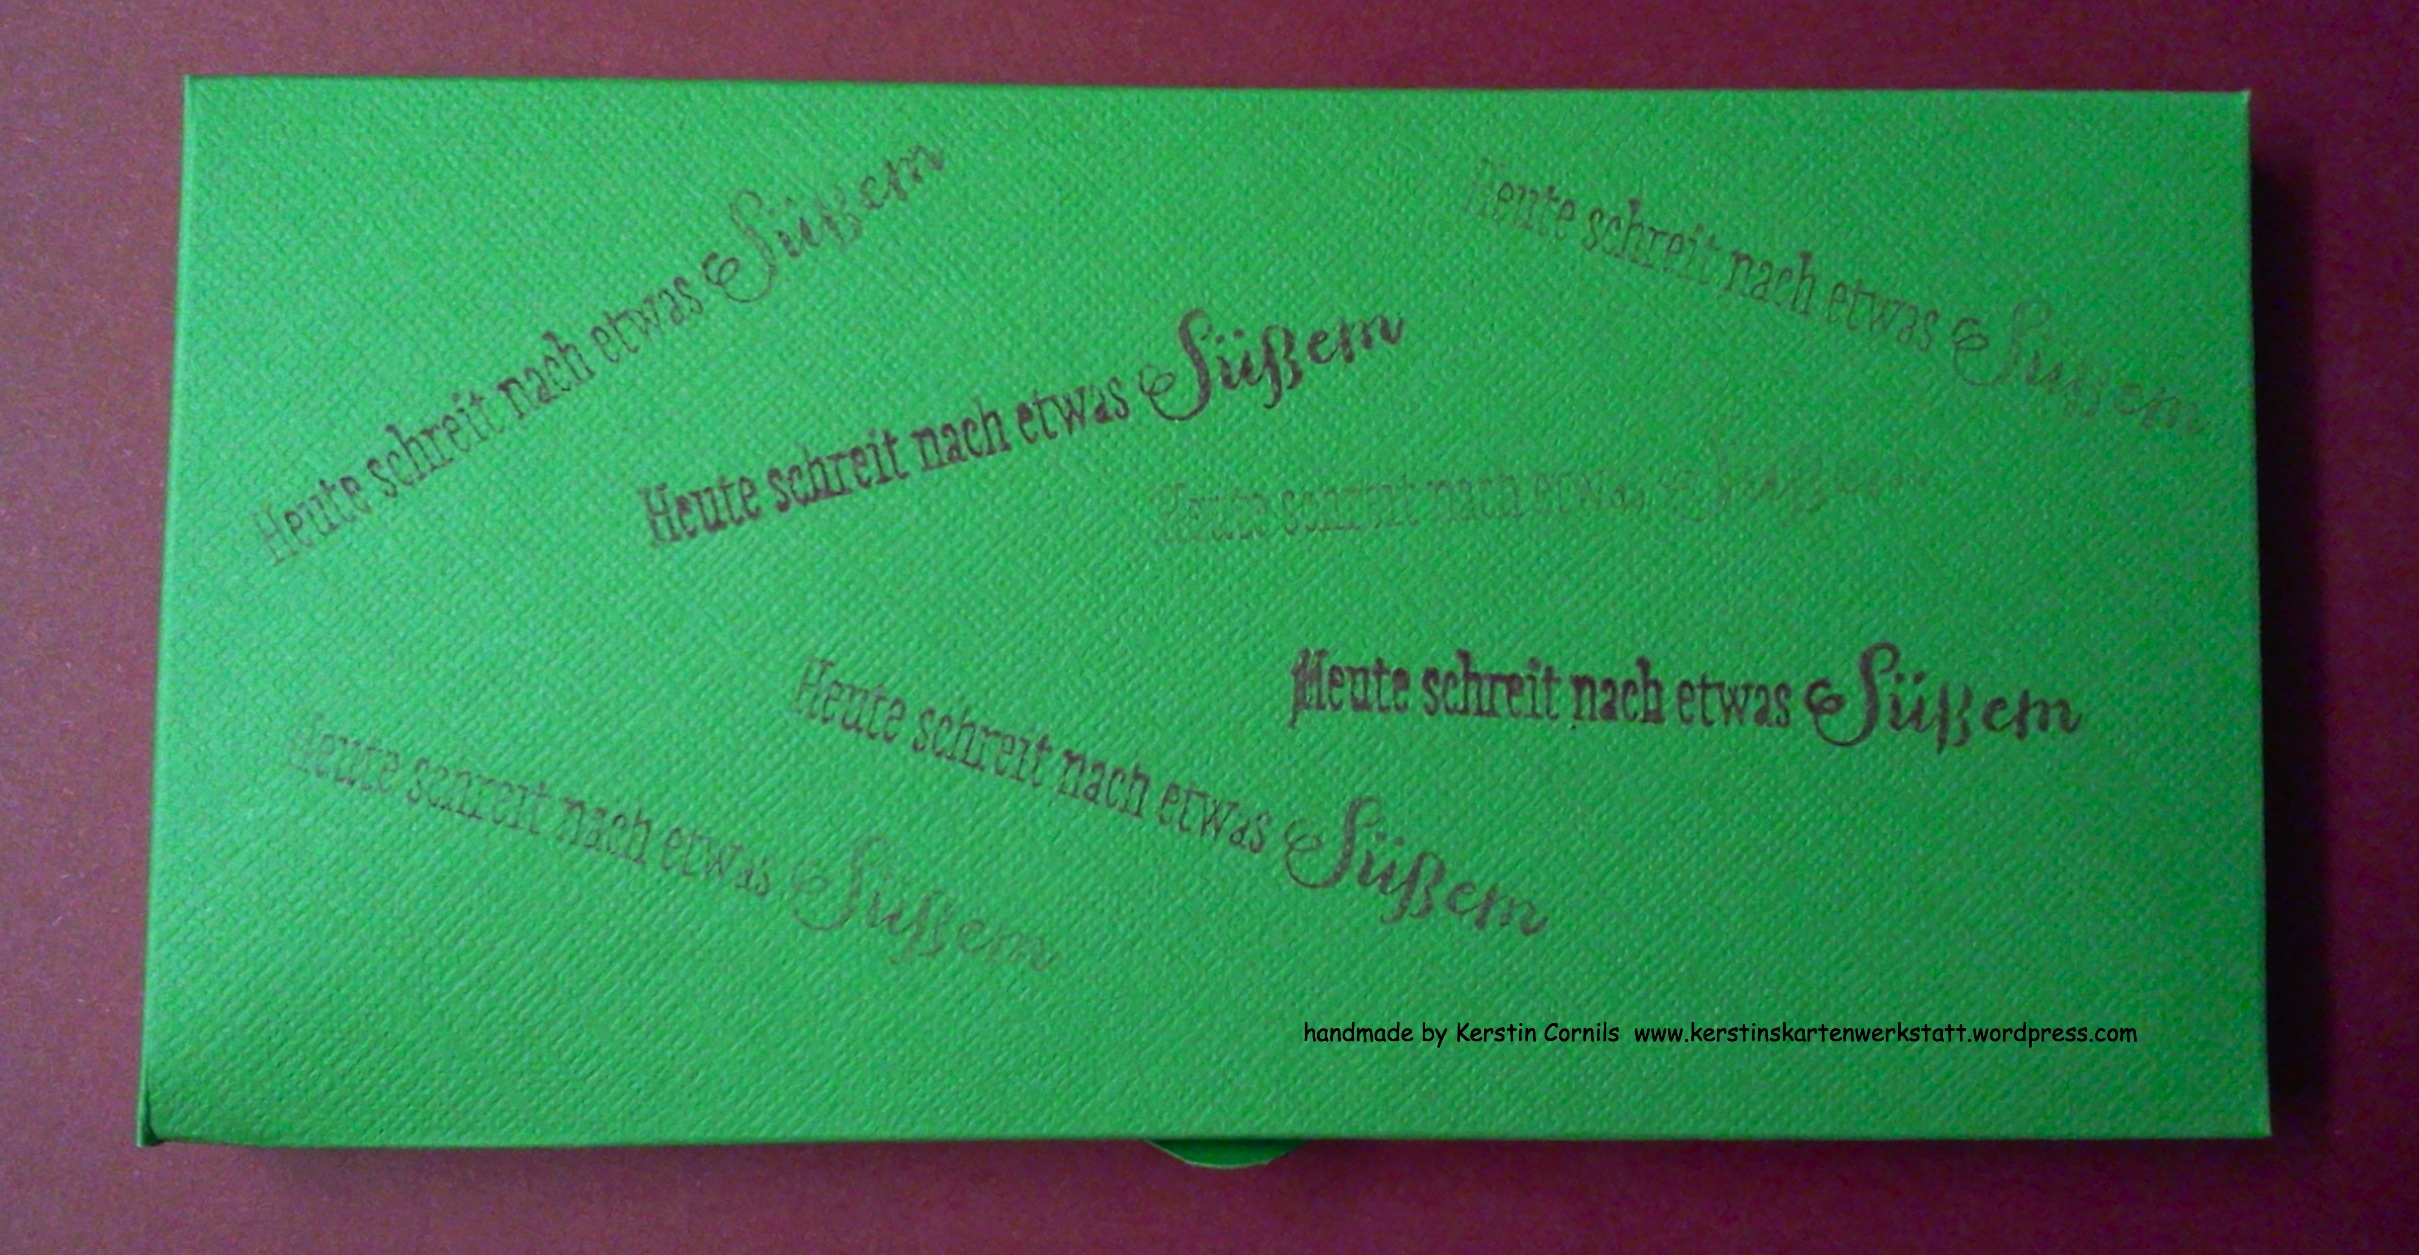 Heute schreit nach etwas Süßem
Heute schreit nach etwas Süßem
Heute schreit nach etwas Süßem
Heute schreit nach etwas
Heute schreit nach etwas Süßem
Heute schreit nach etwas Süßem
Heute schreit nach etwas Süßem
handmade by Kerstin Cornils www.kerstinskartenwerkstatt.wordpress.com